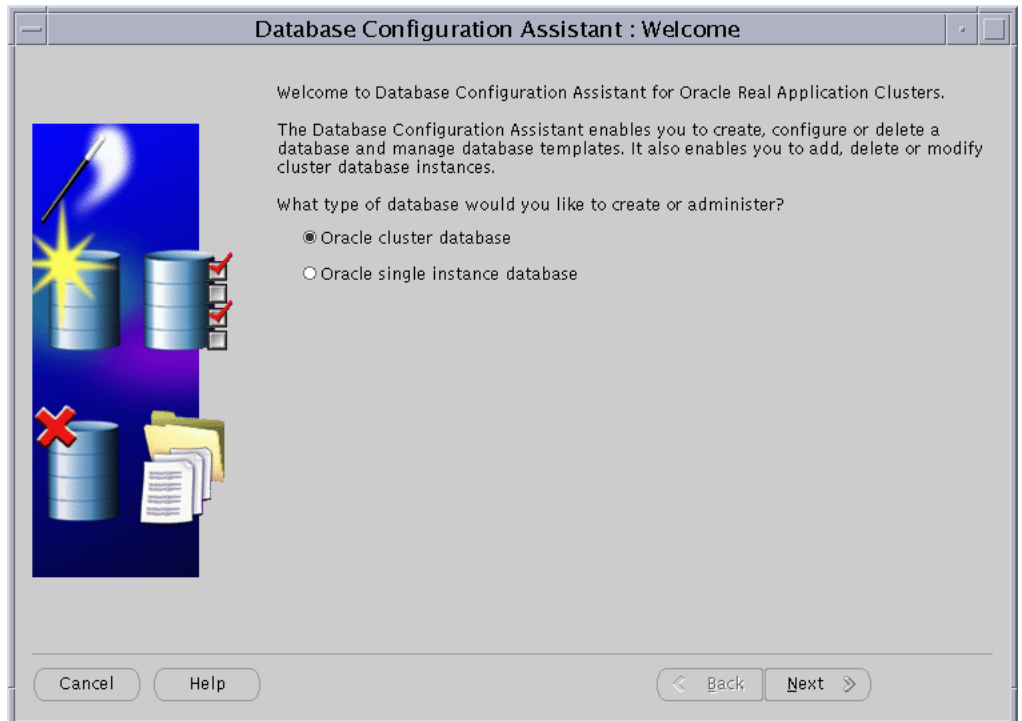 Database Configuration Assistant : Welcome
Welcome to Database Configuration Assistant for Oracle Real Application Clusters.
The Database Configuration Assistant enables you to create, configure or delete a
database and manage database templates. It also enables you to add, delete or modify
cluster database instances.
What type of database would you like to create or administer?
Oracle cluster database
Oracle single instance database
Cancel
Help
Back
Next